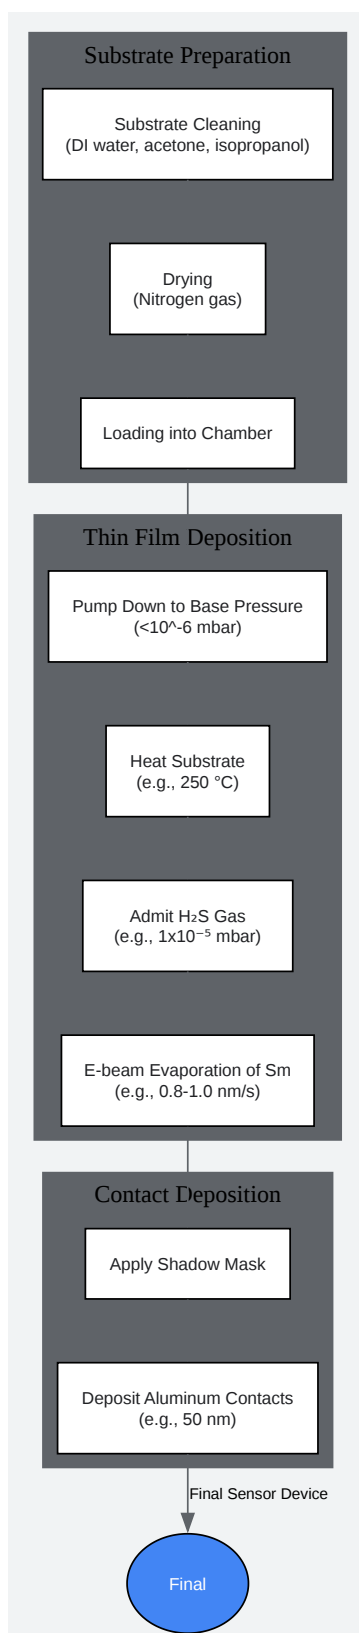 Substrate Preparation
Substrate Cleaning
(DI water, acetone, isopropanol)
Drying
(Nitrogen gas)
Loading into Chamber
Thin Film Deposition
Pump Down to Base Pressure
(<10^-6 mbar)
Heat Substrate
(e.g., 250 °C)
Admit H₂S Gas
(e.g., 1x10⁻⁵ mbar)
E-beam Evaporation of Sm
(e.g., 0.8-1.0 nm/s)
Contact Deposition
Apply Shadow Mask
Deposit Aluminum Contacts
(e.g., 50 nm)
Final Sensor Device
Final